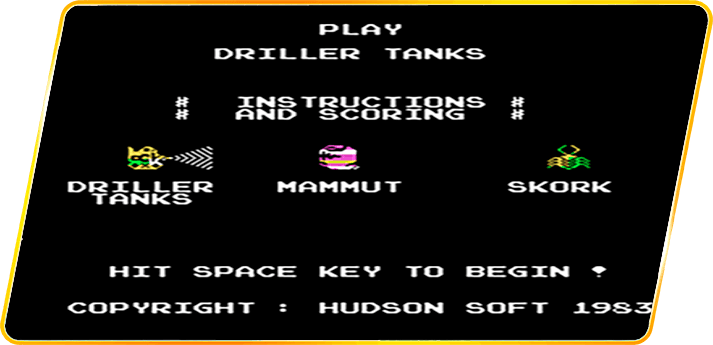 PLAY
DRILLER TANKS
# INSTRUCTIONS #
# AND SCORING #
DRILLER TANKS
MAMMUT
SKORK
HIT SPACE KEY TO BEGIN !
COPYRIGHT : HUDSON SOFT 1983